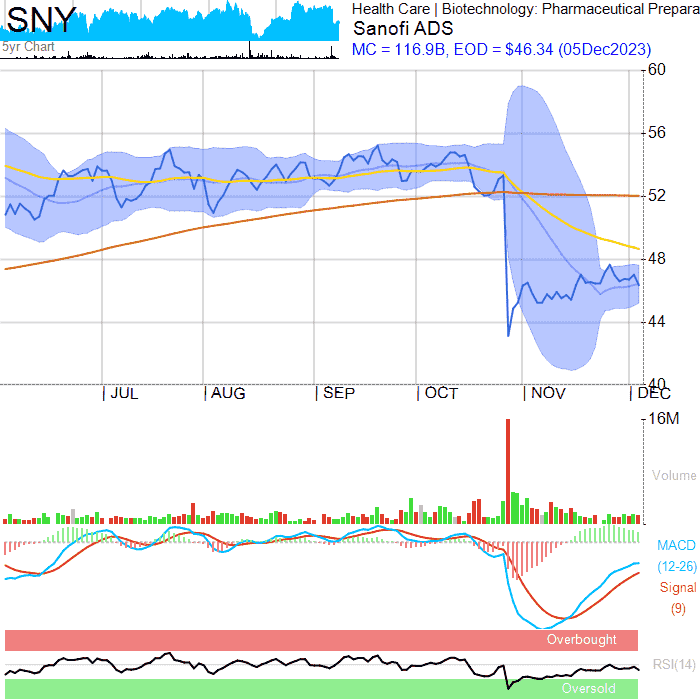 SNY
5yr Chart
Health Care | Biotechnology: Pharmaceutical Prepara
Sanofi ADS
MC = 116.9B, EOD = $46.34 (05Dec2023)
60
56
52
48
44
40
JUL
AUG
SEP
OCT
NOV
DEC
16M
Volume
MACD
(12-26)
Signal
(9)
Overbought
RSI(14)
Oversold